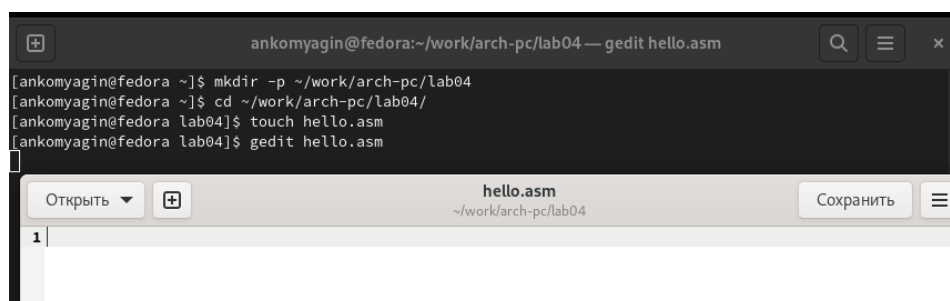 ankomyagin@fedora:~/work/arch-pc/lab04 — gedit hello.asm
[ankomyagin@fedora ~]$ mkdir -p ~/work/arch-pc/lab04
[ankomyagin@fedora ~]$ cd ~/work/arch-pc/lab04/
[ankomyagin@fedora lab04]$ touch hello.asm
[ankomyagin@fedora lab04]$ gedit hello.asm
Открыть hello.asm Сохранить
~/work/arch-pc/lab04
1